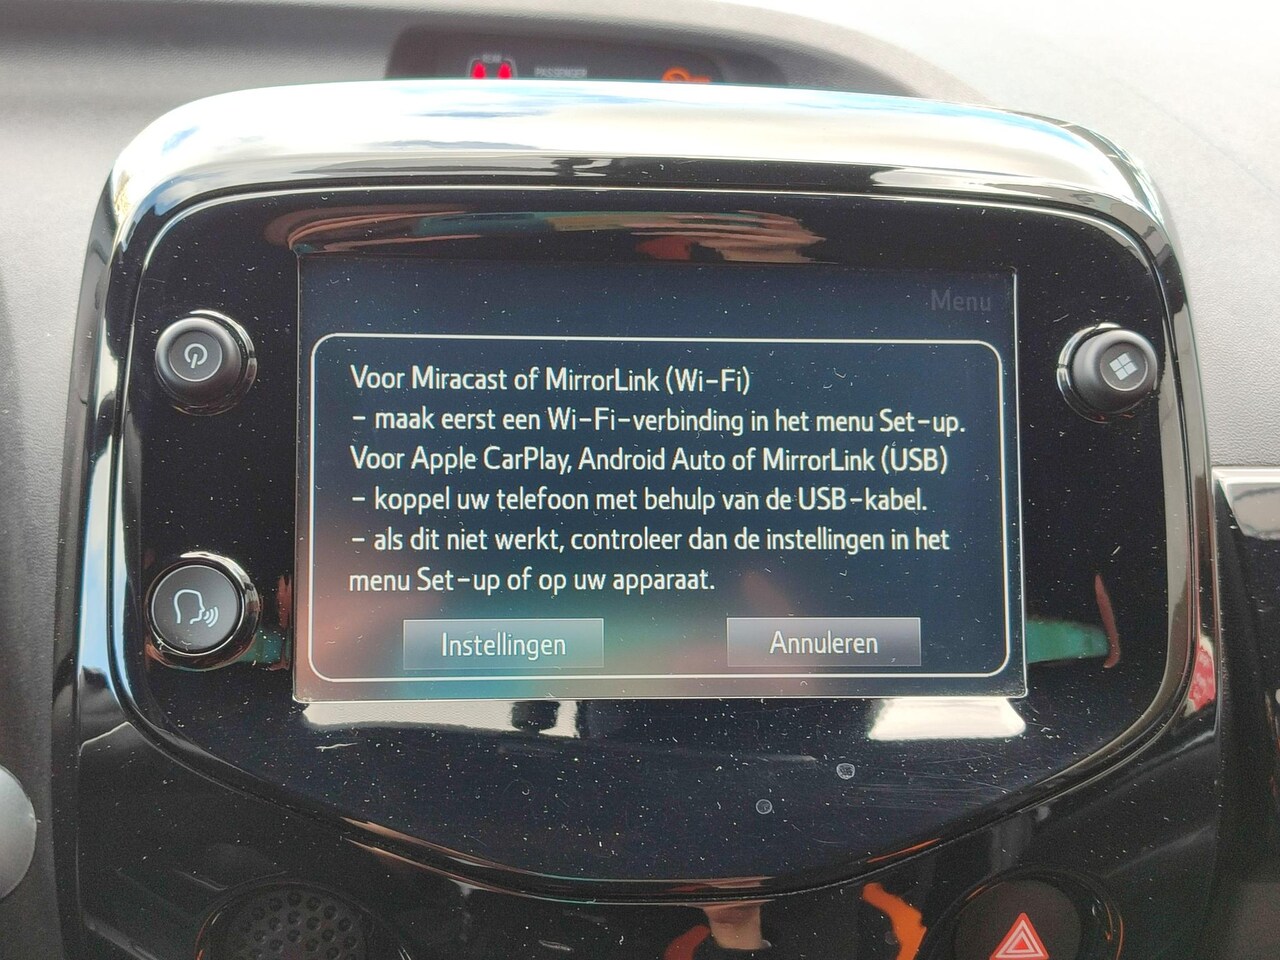 REAR
PASSENGER
Menu
Voor Miracast of MirrorLink (Wi-Fi)
- maak eerst een Wi-Fi-verbinding in het menu Set-up.
Voor Apple CarPlay, Android Auto of MirrorLink (USB)
- koppel uw telefoon met behulp van de USB-kabel.
- als dit niet werkt, controleer dan de instellingen in het
menu Set-up of op uw apparaat.
Instellingen
Annuleren